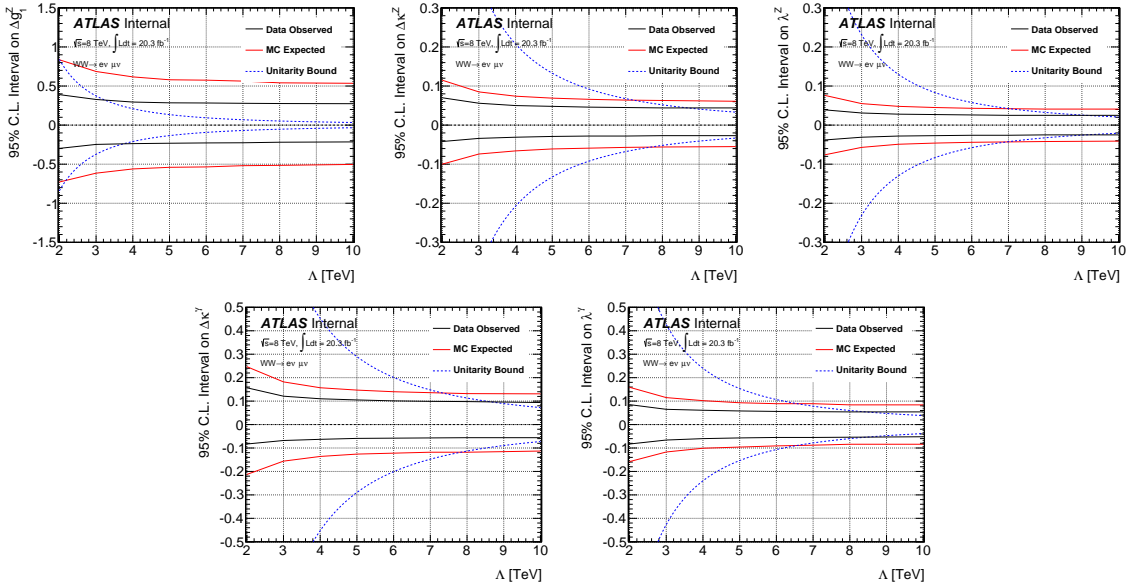 ATLAS Internal
√s=8 TeV, ∫Ldt = 20.3 fb⁻¹
WW→ eν μν
Data Observed
MC Expected
Unitarity Bound
95% C.L. Interval on Δg₁ᶻ
1.5
1
0.5
0
-0.5
-1
-1.5
2 3 4 5 6 7 8 9 10
Λ [TeV]
ATLAS Internal
√s=8 TeV, ∫Ldt = 20.3 fb⁻¹
WW→ eν μν
Data Observed
MC Expected
Unitarity Bound
95% C.L. Interval on Δκᶻ
0.3
0.2
0.1
0
-0.1
-0.2
-0.3
2 3 4 5 6 7 8 9 10
Λ [TeV]
ATLAS Internal
√s=8 TeV, ∫Ldt = 20.3 fb⁻¹
WW→ eν μν
Data Observed
MC Expected
Unitarity Bound
95% C.L. Interval on λᶻ
0.3
0.2
0.1
0
-0.1
-0.2
-0.3
2 3 4 5 6 7 8 9 10
Λ [TeV]
ATLAS Internal
√s=8 TeV, ∫Ldt = 20.3 fb⁻¹
WW→ eν μν
Data Observed
MC Expected
Unitarity Bound
95% C.L. Interval on Δκᵞ
0.5
0.4
0.3
0.2
0.1
0
-0.1
-0.2
-0.3
-0.4
-0.5
2 3 4 5 6 7 8 9 10
Λ [TeV]
ATLAS Internal
√s=8 TeV, ∫Ldt = 20.3 fb⁻¹
WW→ eν μν
Data Observed
MC Expected
Unitarity Bound
95% C.L. Interval on λᵞ
0.5
0.4
0.3
0.2
0.1
0
-0.1
-0.2
-0.3
-0.4
-0.5
2 3 4 5 6 7 8 9 10
Λ [TeV]